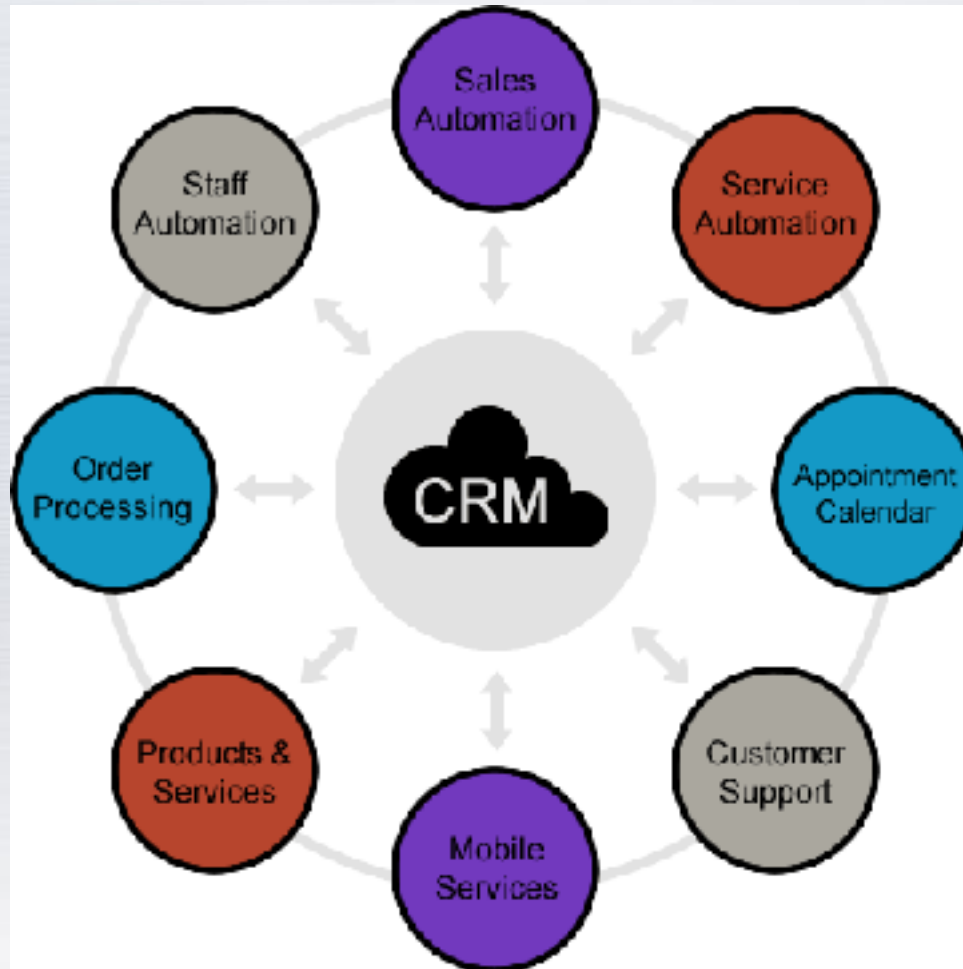 Sales
Automation
Staff
Automation
Service
Automation
Order
Processing
CRM
Appointment
Calendar
Products &
Services
Customer
Support
Mobile
Services